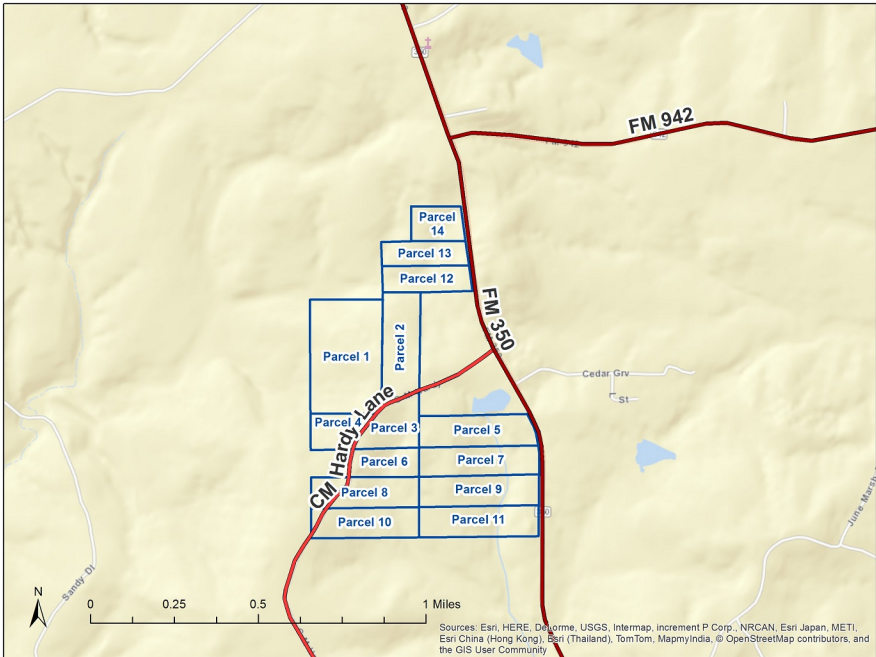 FM 942
Parcel
14
Parcel 13
Parcel 12
FM 350
Parcel 2
Parcel 1
Cedar Grv
L St
CM Hardy Lane
Parcel 4
Parcel 3
Parcel 5
Parcel 6
Parcel 7
Parcel 8
Parcel 9
Parcel 10
Parcel 11
June Marsh
Sandy
N
0 0.25 0.5 1 Miles
Sources: Esri, HERE, DeLorme, USGS, Intermap, increment P Corp., NRCAN, Esri Japan, METI,
Esri China (Hong Kong), Esri (Thailand), TomTom, MapmyIndia, © OpenStreetMap contributors, and
the GIS User Community